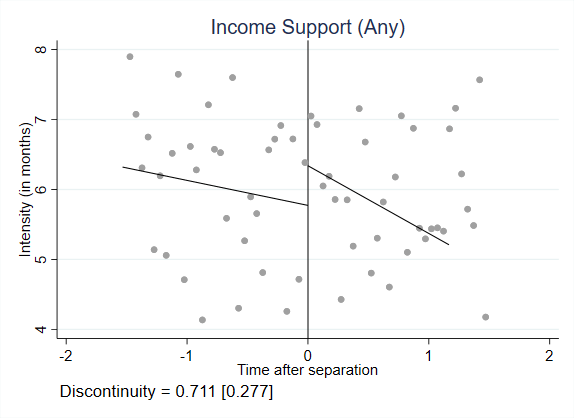 Income Support (Any)
Intensity (in months)
8
7
6
5
4
-2 -1 0 1 2
Time after separation
Discontinuity = 0.711 [0.277]